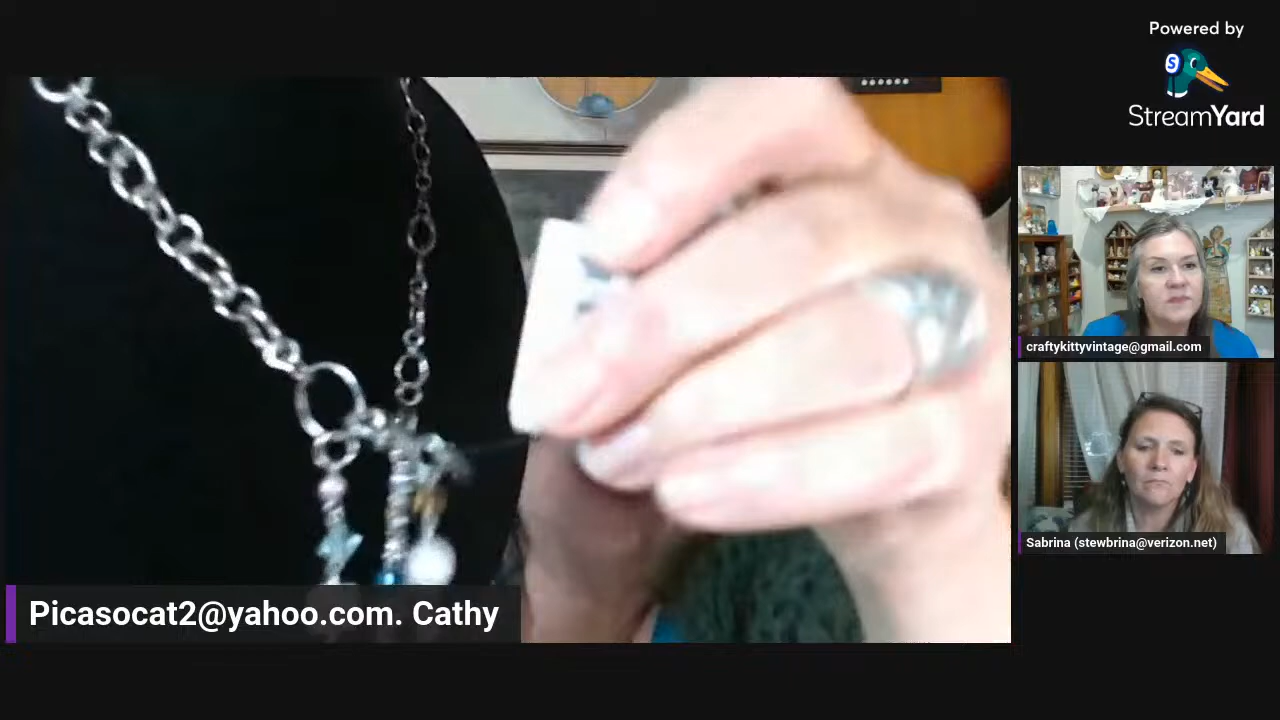 Powered by
StreamYard
craftykittyvintage@gmail.com
Sabrina (stewbrina@verizon.net)
Picasocat2@yahoo.com. Cathy